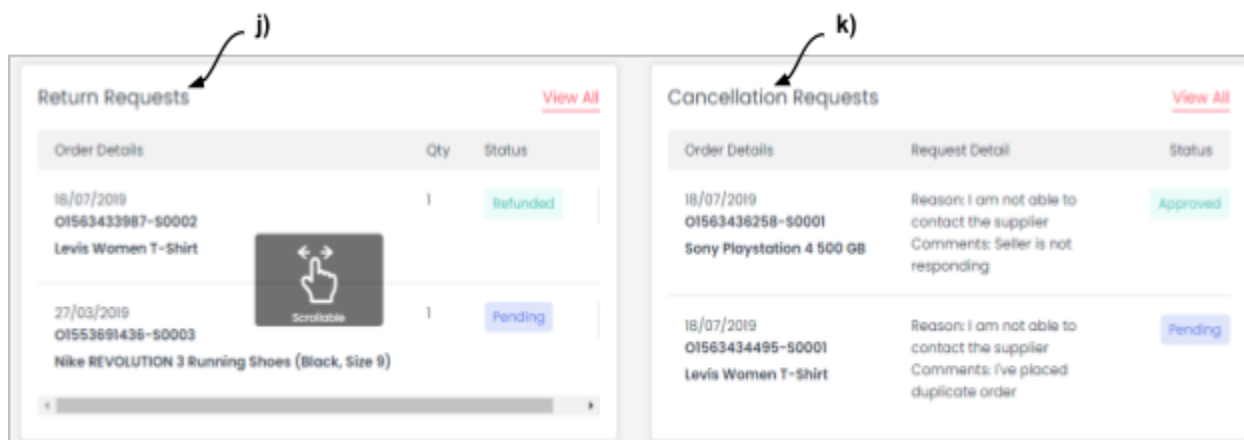 j)
k)
Return Requests
View All
Order Details
Qty
Status
18/07/2019
1
Refunded
O1563433987-S0002
Levis Women T-Shirt
Scrollable
27/03/2019
1
Pending
O1553691436-S0003
Nike REVOLUTION 3 Running Shoes (Black, Size 9)
Cancellation Requests
View All
Order Details
Request Detail
Status
18/07/2019
O1563436258-S0001
Sony Playstation 4 500 GB
Reason: I am not able to
contact the supplier
Comments: Seller is not
responding
Approved
18/07/2019
O1563434495-S0001
Levis Women T-Shirt
Reason: I am not able to
contact the supplier
Comments: I've placed
duplicate order
Pending